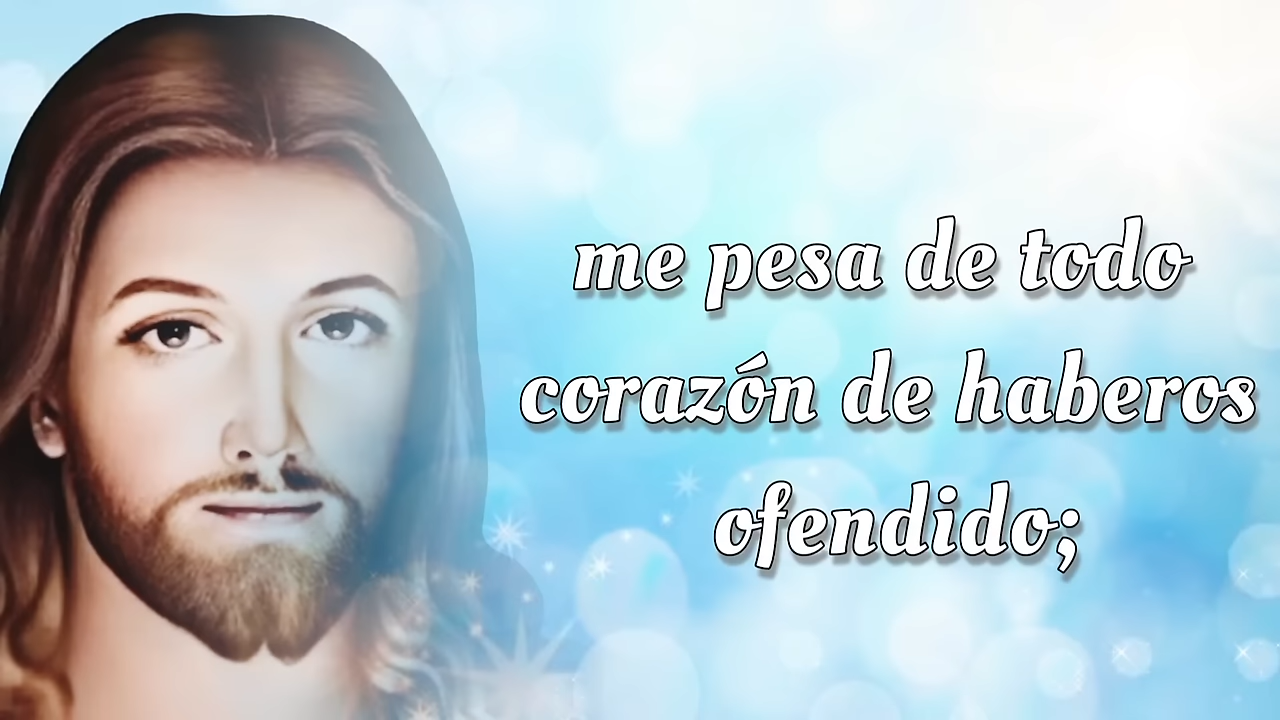 me pesa de todo
corazón de haberos
ofendido;